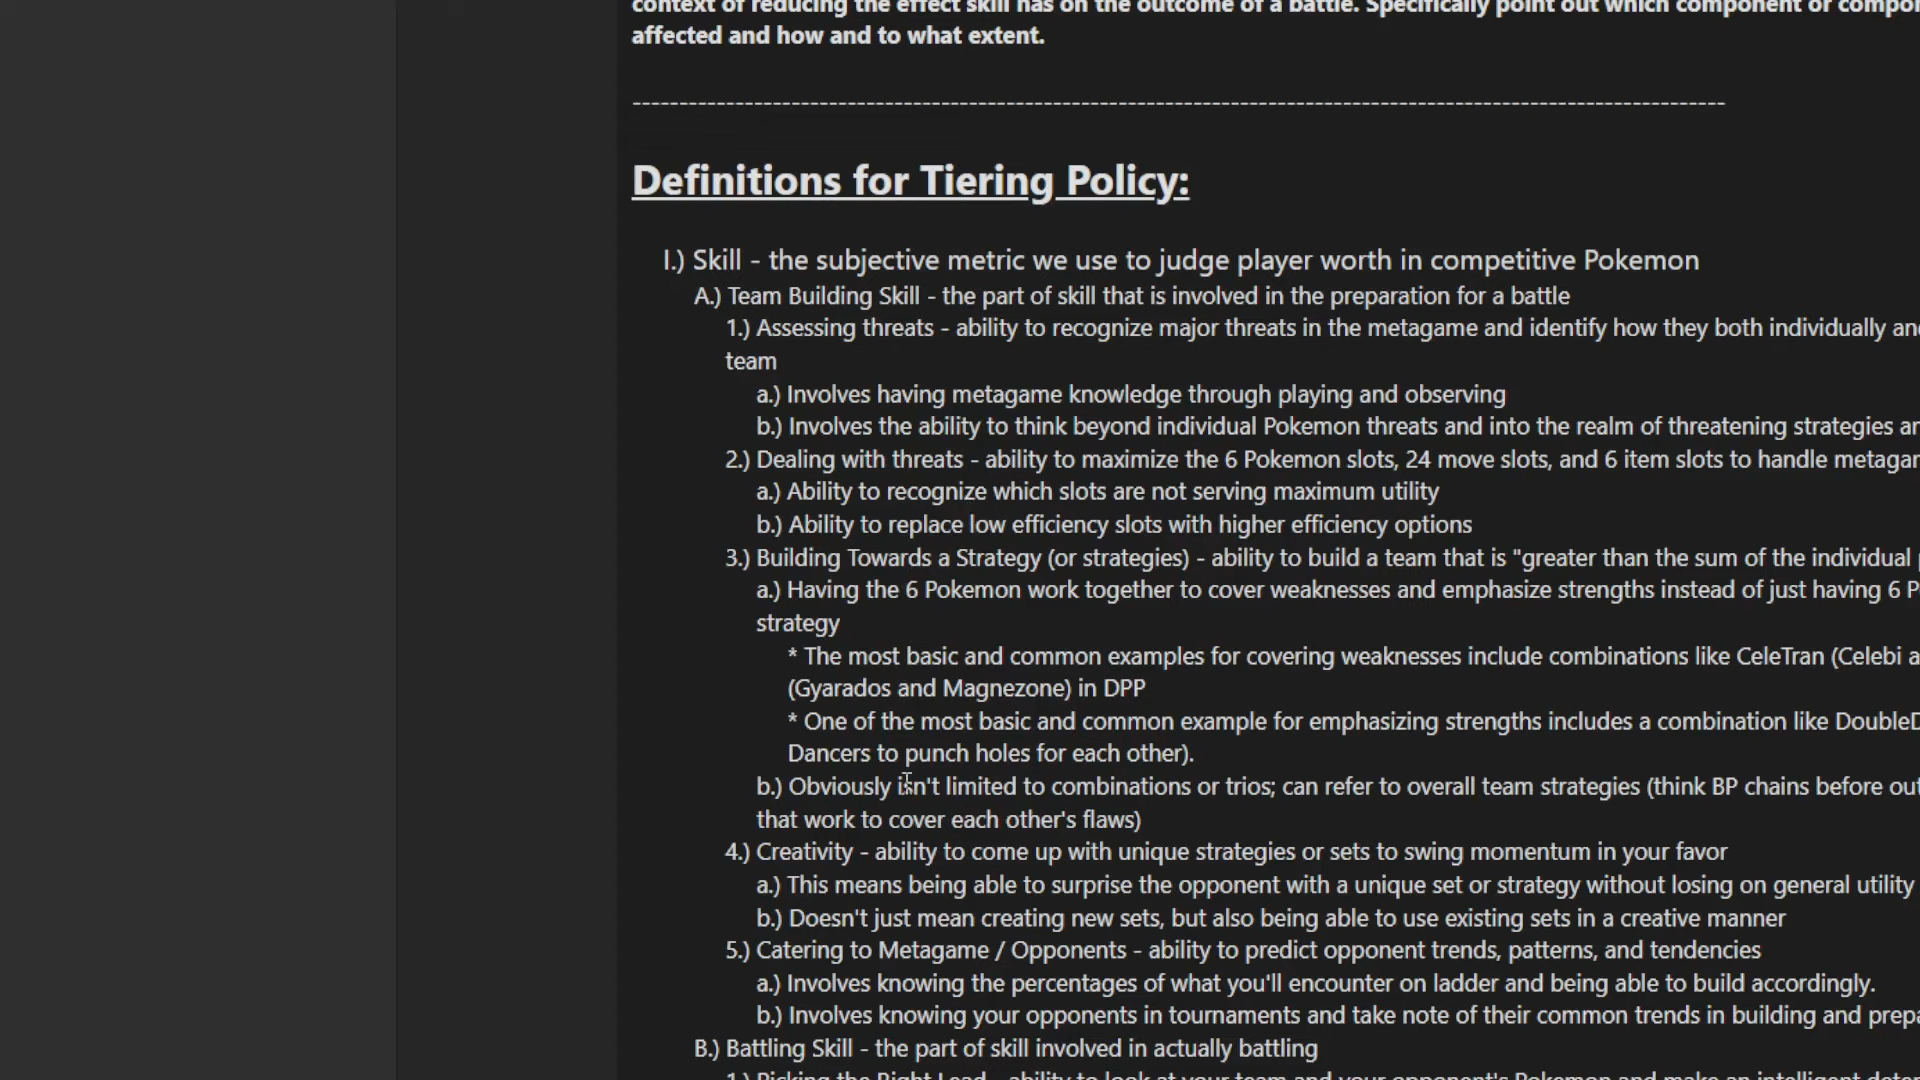 context of reducing the effect skill has on the outcome of a battle. Specifically point out which component or
affected and how and to what extent.
Definitions for Tiering Policy:
I.) Skill - the subjective metric we use to judge player worth in competitive Pokemon
A.) Team Building Skill - the part of skill that is involved in the preparation for a battle
1.) Assessing threats - ability to recognize major threats in the metagame and identify how they both individually
team
a.) Involves having metagame knowledge through playing and observing
b.) Involves the ability to think beyond individual Pokemon threats and into the realm of threatening strategies
2.) Dealing with threats - ability to maximize the 6 Pokemon slots, 24 move slots, and 6 item slots to handle
a.) Ability to recognize which slots are not serving maximum utility
b.) Ability to replace low efficiency slots with higher efficiency options
3.) Building Towards a Strategy (or strategies) - ability to build a team that is "greater than the sum of the individual
a.) Having the 6 Pokemon work together to cover weaknesses and emphasize strengths instead of just having 6
strategy
* The most basic and common examples for covering weaknesses include combinations like CeleTran (Celebi
(Gyarados and Magnezone) in DPP
* One of the most basic and common example for emphasizing strengths includes a combination like
Dancers to punch holes for each other).
b.) Obviously isn't limited to combinations or trios; can refer to overall team strategies (think BP chains before
that work to cover each other's flaws)
4.) Creativity - ability to come up with unique strategies or sets to swing momentum in your favor
a.) This means being able to surprise the opponent with a unique set or strategy without losing on general utility
b.) Doesn't just mean creating new sets, but also being able to use existing sets in a creative manner
5.) Catering to Metagame / Opponents - ability to predict opponent trends, patterns, and tendencies
a.) Involves knowing the percentages of what you'll encounter on ladder and being able to build accordingly.
b.) Involves knowing your opponents in tournaments and take note of their common trends in building and
B.) Battling Skill - the part of skill involved in actually battling
1.) Picking the Right Lead - ability to look at your team and your opponent's Pokemon and make an intelligent